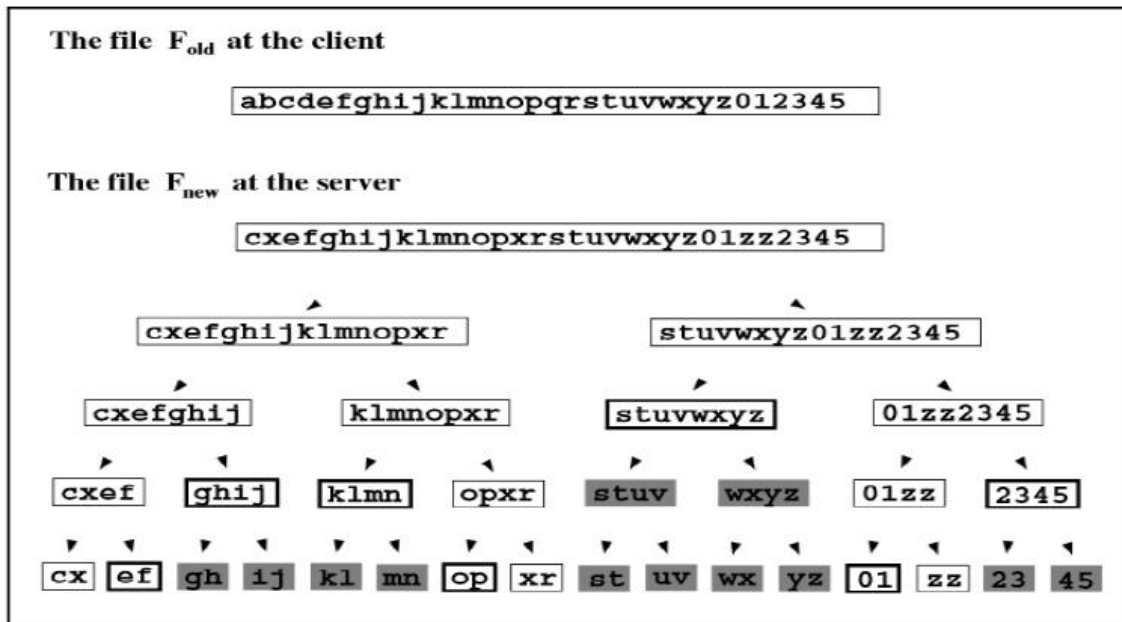 The file Fold at the client
abcdefghijklmnopqrstuvwxyz012345
The file Fnew at the server
cxefghijklmnopxrstuvwxyz01zz2345
cxefghijklmnopxr stuvwxyz01zz2345
cxefghij klmnopxr stuvwxyz 01zz2345
cxef ghij klmn opxr stuv wxyz 01zz 2345
cx ef gh ij kl mn op xr st uv wx yz 01 zz 23 45